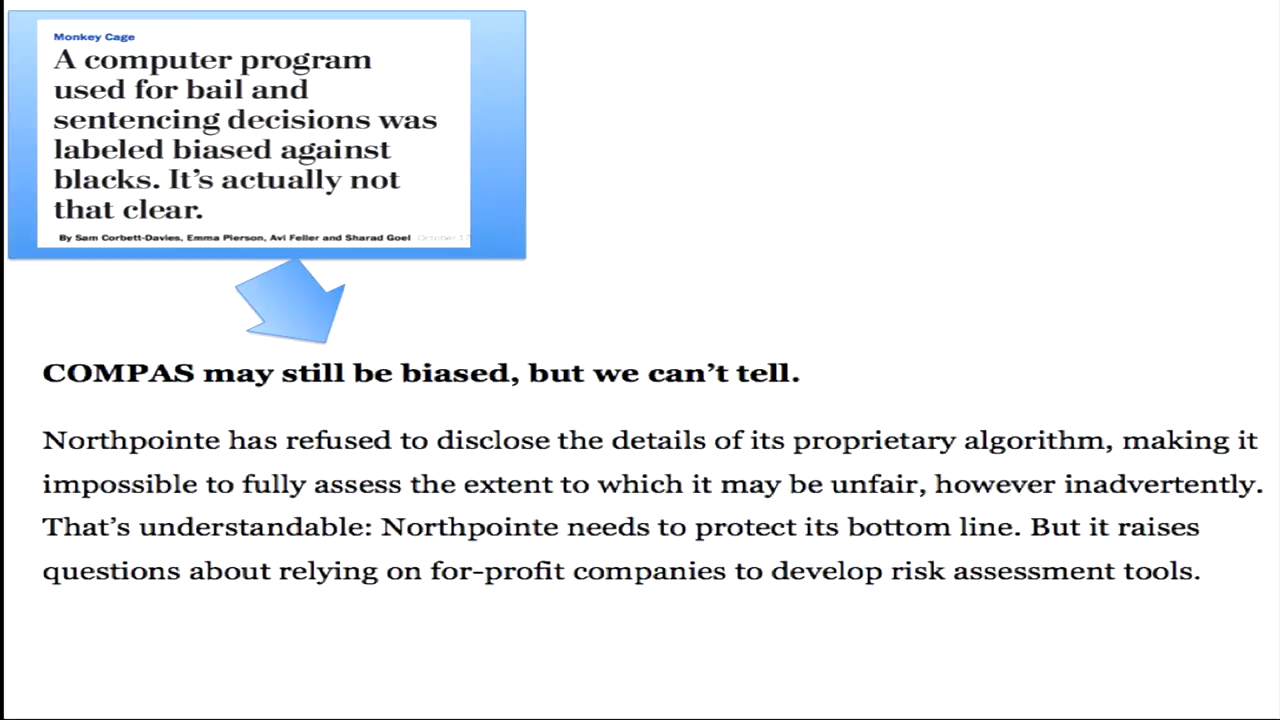 Monkey Cage
A computer program
used for bail and
sentencing decisions was
labeled biased against
blacks. It’s actually not
that clear.
By Sam Corbett-Davies, Emma Pierson, Avi Feller and Sharad Goel October 17
COMPAS may still be biased, but we can’t tell.
Northpointe has refused to disclose the details of its proprietary algorithm, making it
impossible to fully assess the extent to which it may be unfair, however inadvertently.
That’s understandable: Northpointe needs to protect its bottom line. But it raises
questions about relying on for-profit companies to develop risk assessment tools.